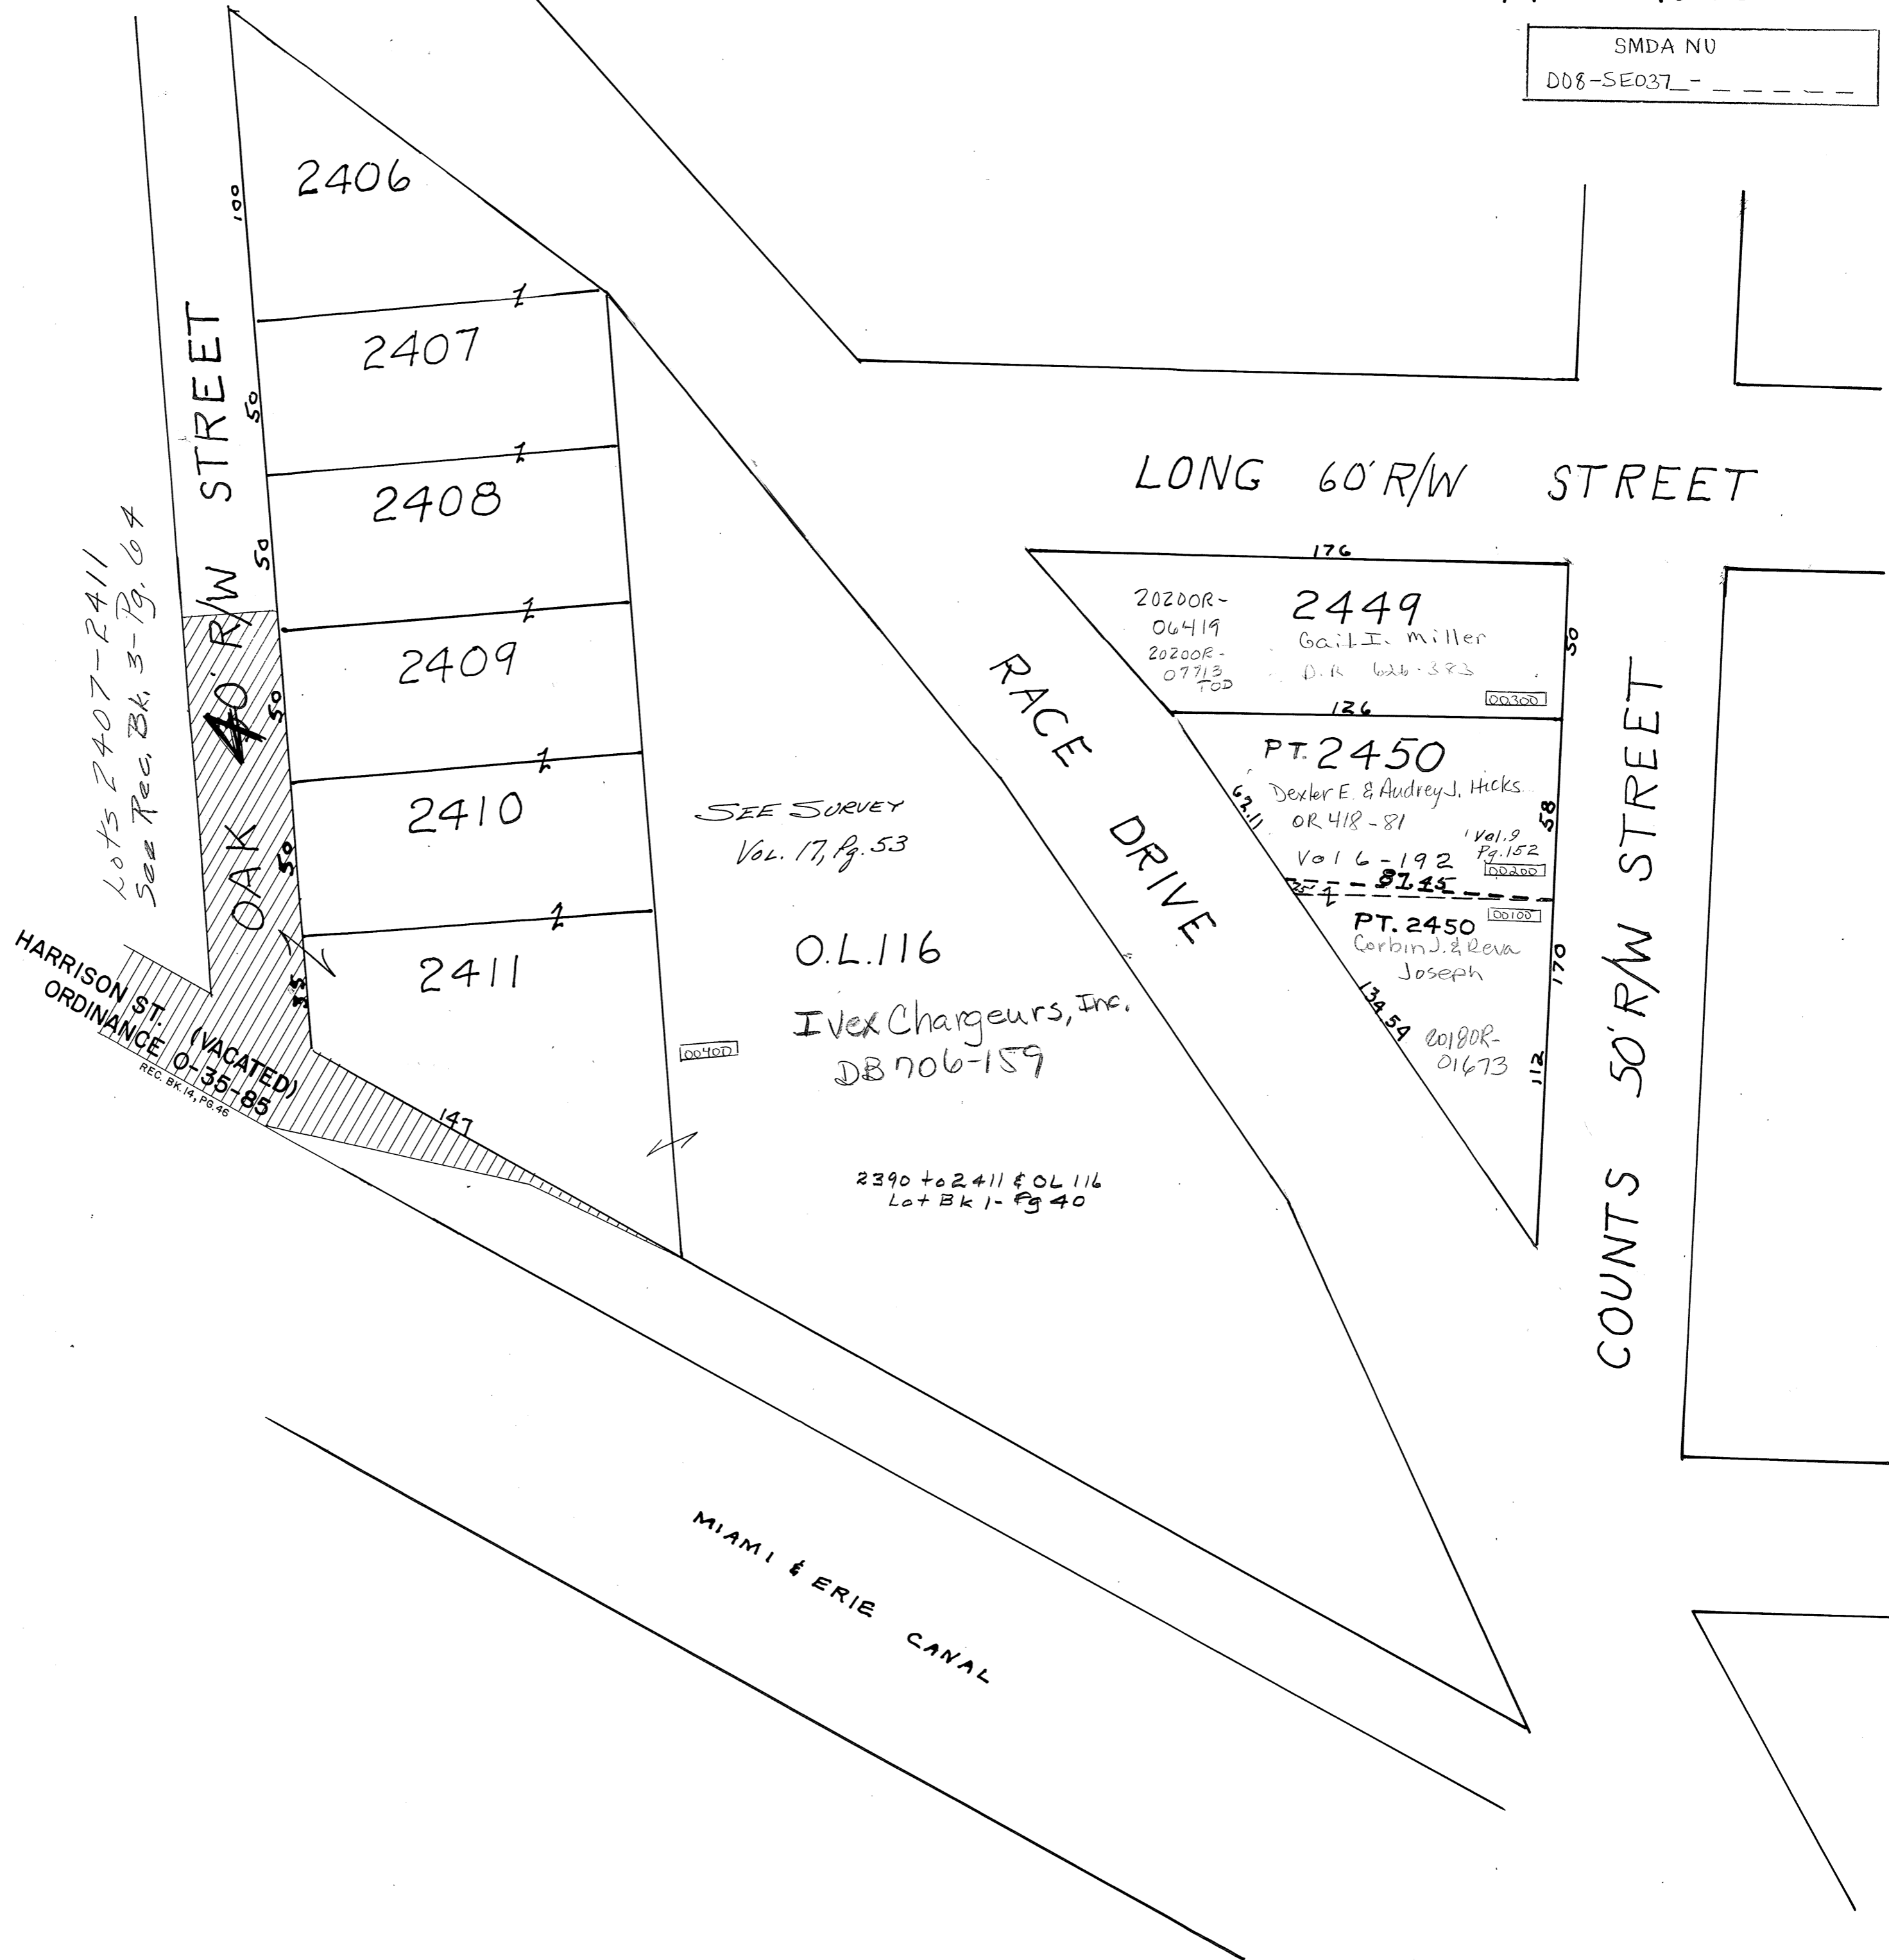 SMDA NU
D08-SE037_-_ _ _ _ _
2406
100
2407
50
2408
50
2409
50
2410
50
2411
55
147
OAK 40' R/W STREET
Lots 2407-2411
See Rec. Bk. 3-Pg. 64
HARRISON ST. (VACATED)
ORDINANCE O-35-85
REC. BK. 14, PG. 46
SEE SURVEY
VOL. 17, Pg. 53
O.L.116
Ivex Chargeurs, Inc.
DB 706-159
00400
2390 to 2411 & OL 116
Lot Bk 1- Pg 40
LONG 60' R/W STREET
RACE DRIVE
176
2020OR-
06419
2020OR-
07713
TOD
2449
Gail I. Miller
D.R 626-383
00300
50
126
PT. 2450
Dexter E. & Audrey J. Hicks
OR 418-81
Vol. 9
Pg. 152
Vol 6-192
00200
62.11
58
87.45
PT. 2450
00100
Corbin J. & Reva
Joseph
170
134.54
2018OR-
01673
112
COUNTS 50' R/W STREET
MIAMI & ERIE CANAL